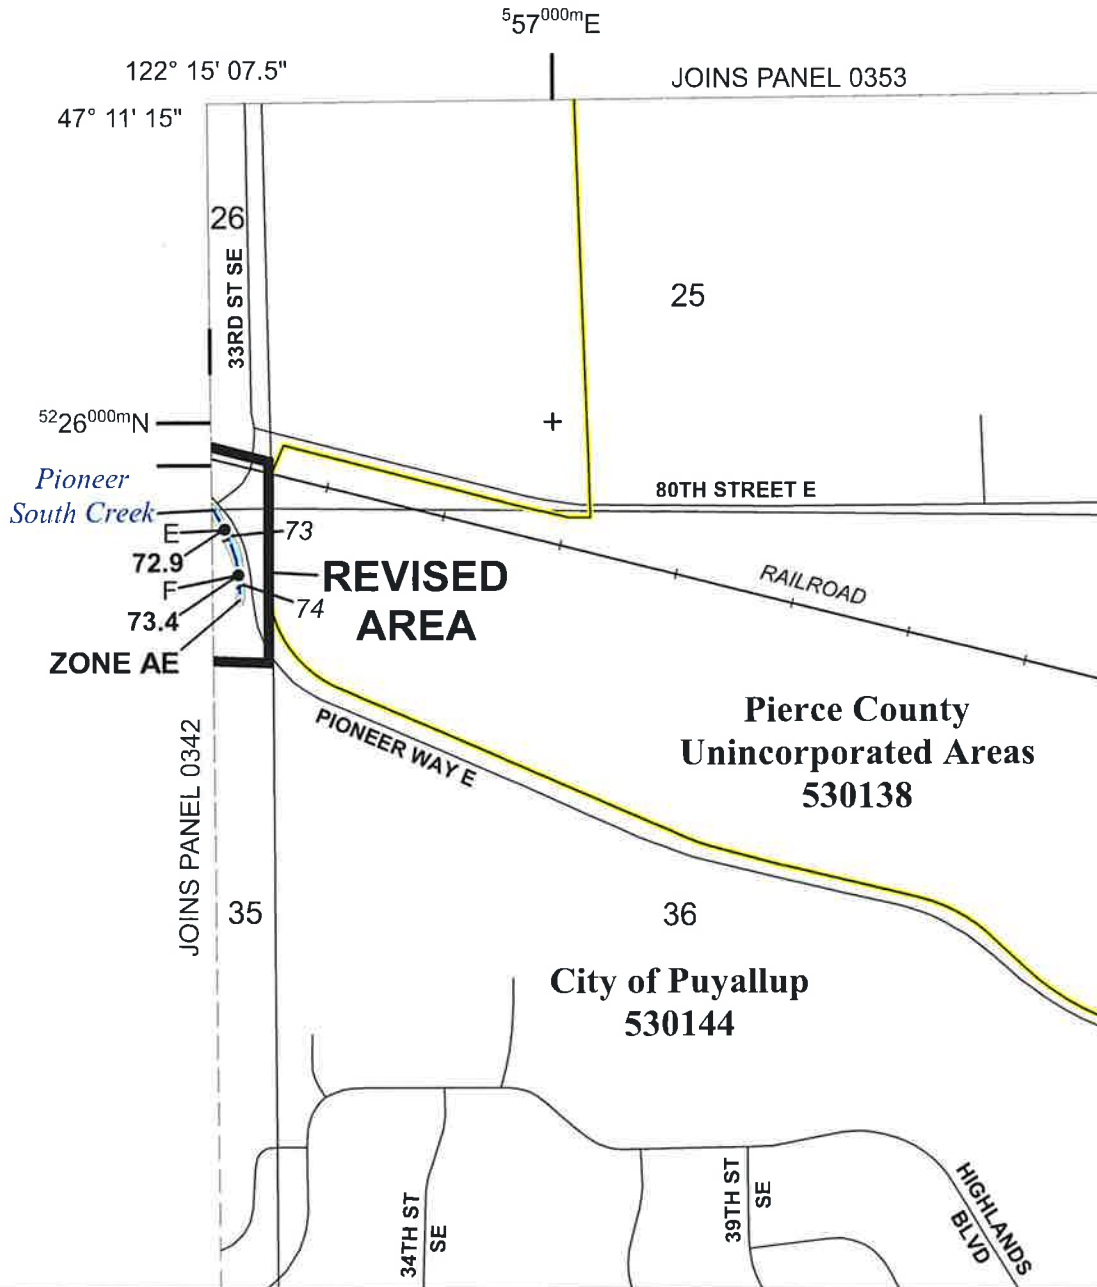 ⁵57⁰⁰⁰ᵐE
122° 15' 07.5"
JOINS PANEL 0353
47° 11' 15"
26
33RD ST SE
25
⁵²26⁰⁰⁰ᵐN
Pioneer
South Creek
80TH STREET E
E
73
72.9
F
73.4
74
REVISED
AREA
RAILROAD
ZONE AE
PIONEER WAY E
Pierce County
Unincorporated Areas
530138
JOINS PANEL 0342
35
36
City of Puyallup
530144
34TH ST
SE
39TH ST
SE
HIGHLANDS
BLVD